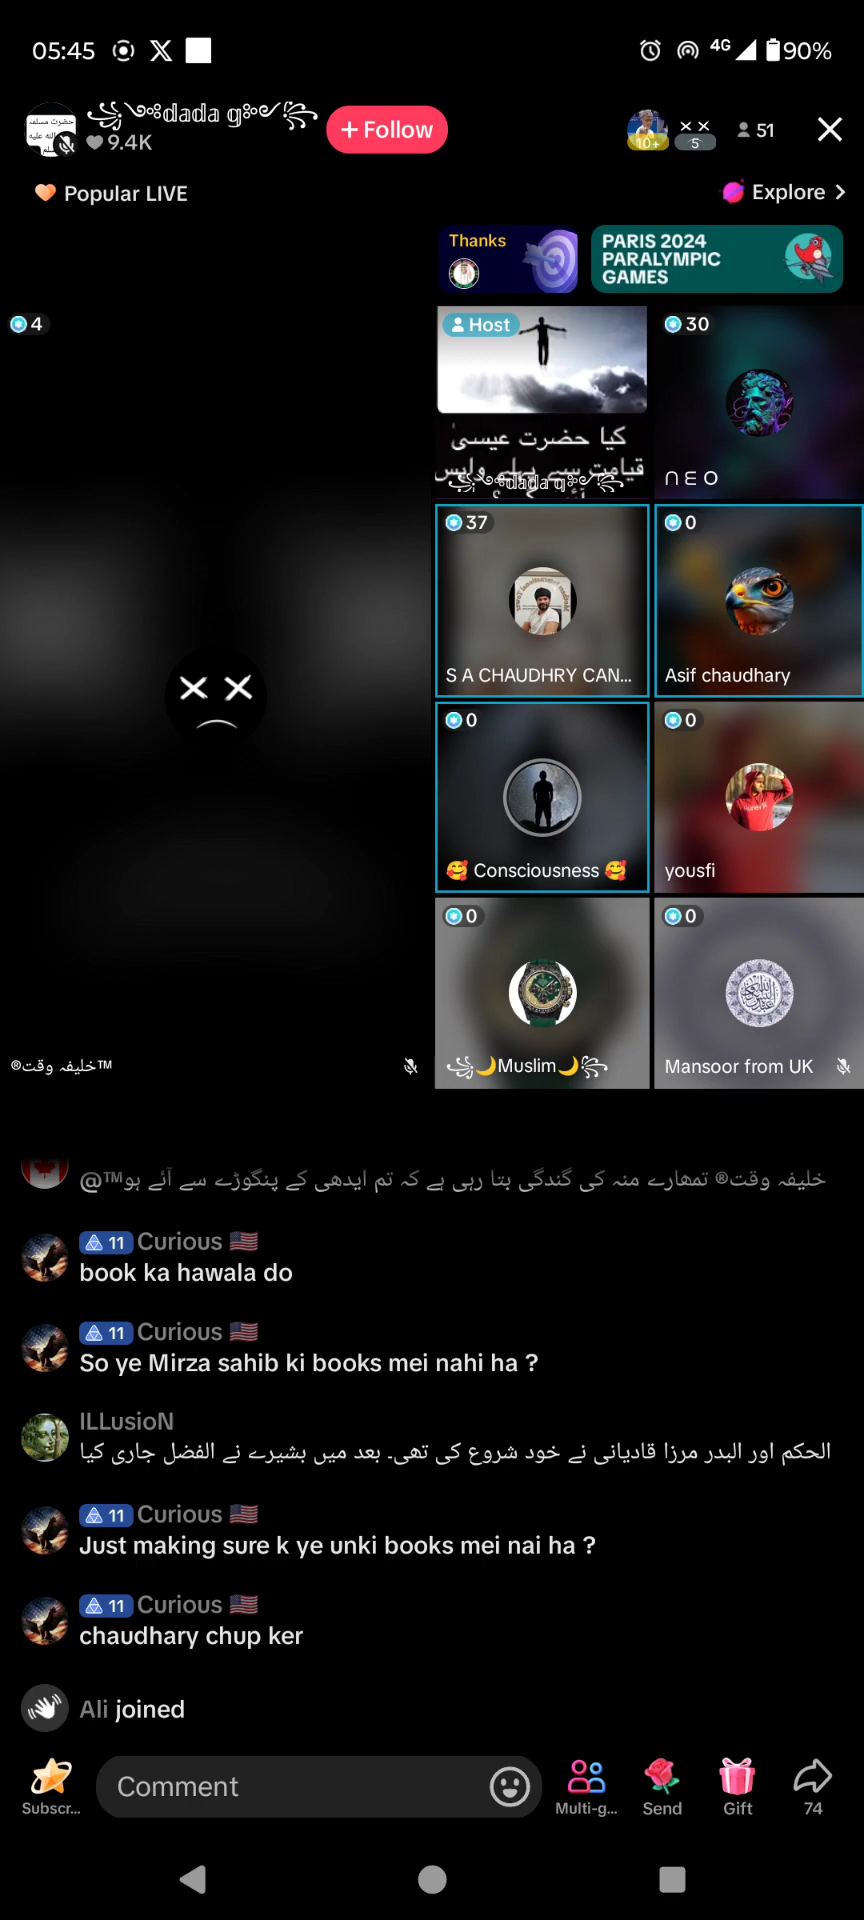 05:45
4G
90%
حضرت مسلمہ
꧁༺dada g༻꧂
9.4K
+ Follow
10+
5
51
Popular LIVE
Explore
Thanks
PARIS 2024
PARALYMPIC
GAMES
4
Host
30
کیا حضرت عیسیٰ
قیامت سے پہلے واپس
dada g
ՈΕO
37
0
S A CHAUDHRY CAN...
Asif chaudhary
0
0
🥰 Consciousness 🥰
yousfi
0
0
خلیفہ وقت®™
꧁🌙Muslim🌙꧂
Mansoor from UK
@خلیفہ وقت®™ تمھارے منہ کی گندگی بتا رہی ہے کہ تم ایدھی کے پنگوڑے سے آئے ہو
11 Curious 🇺🇸
book ka hawala do
11 Curious 🇺🇸
So ye Mirza sahib ki books mei nahi ha ?
ILLusioN
الحکم اور البدر مرزا قادیانی نے خود شروع کی تھی۔ بعد میں بشیرے نے الفضل جاری کیا
11 Curious 🇺🇸
Just making sure k ye unki books mei nai ha ?
11 Curious 🇺🇸
chaudhary chup ker
Ali joined
Comment
Subscr...
Multi-g...
Send
Gift
74